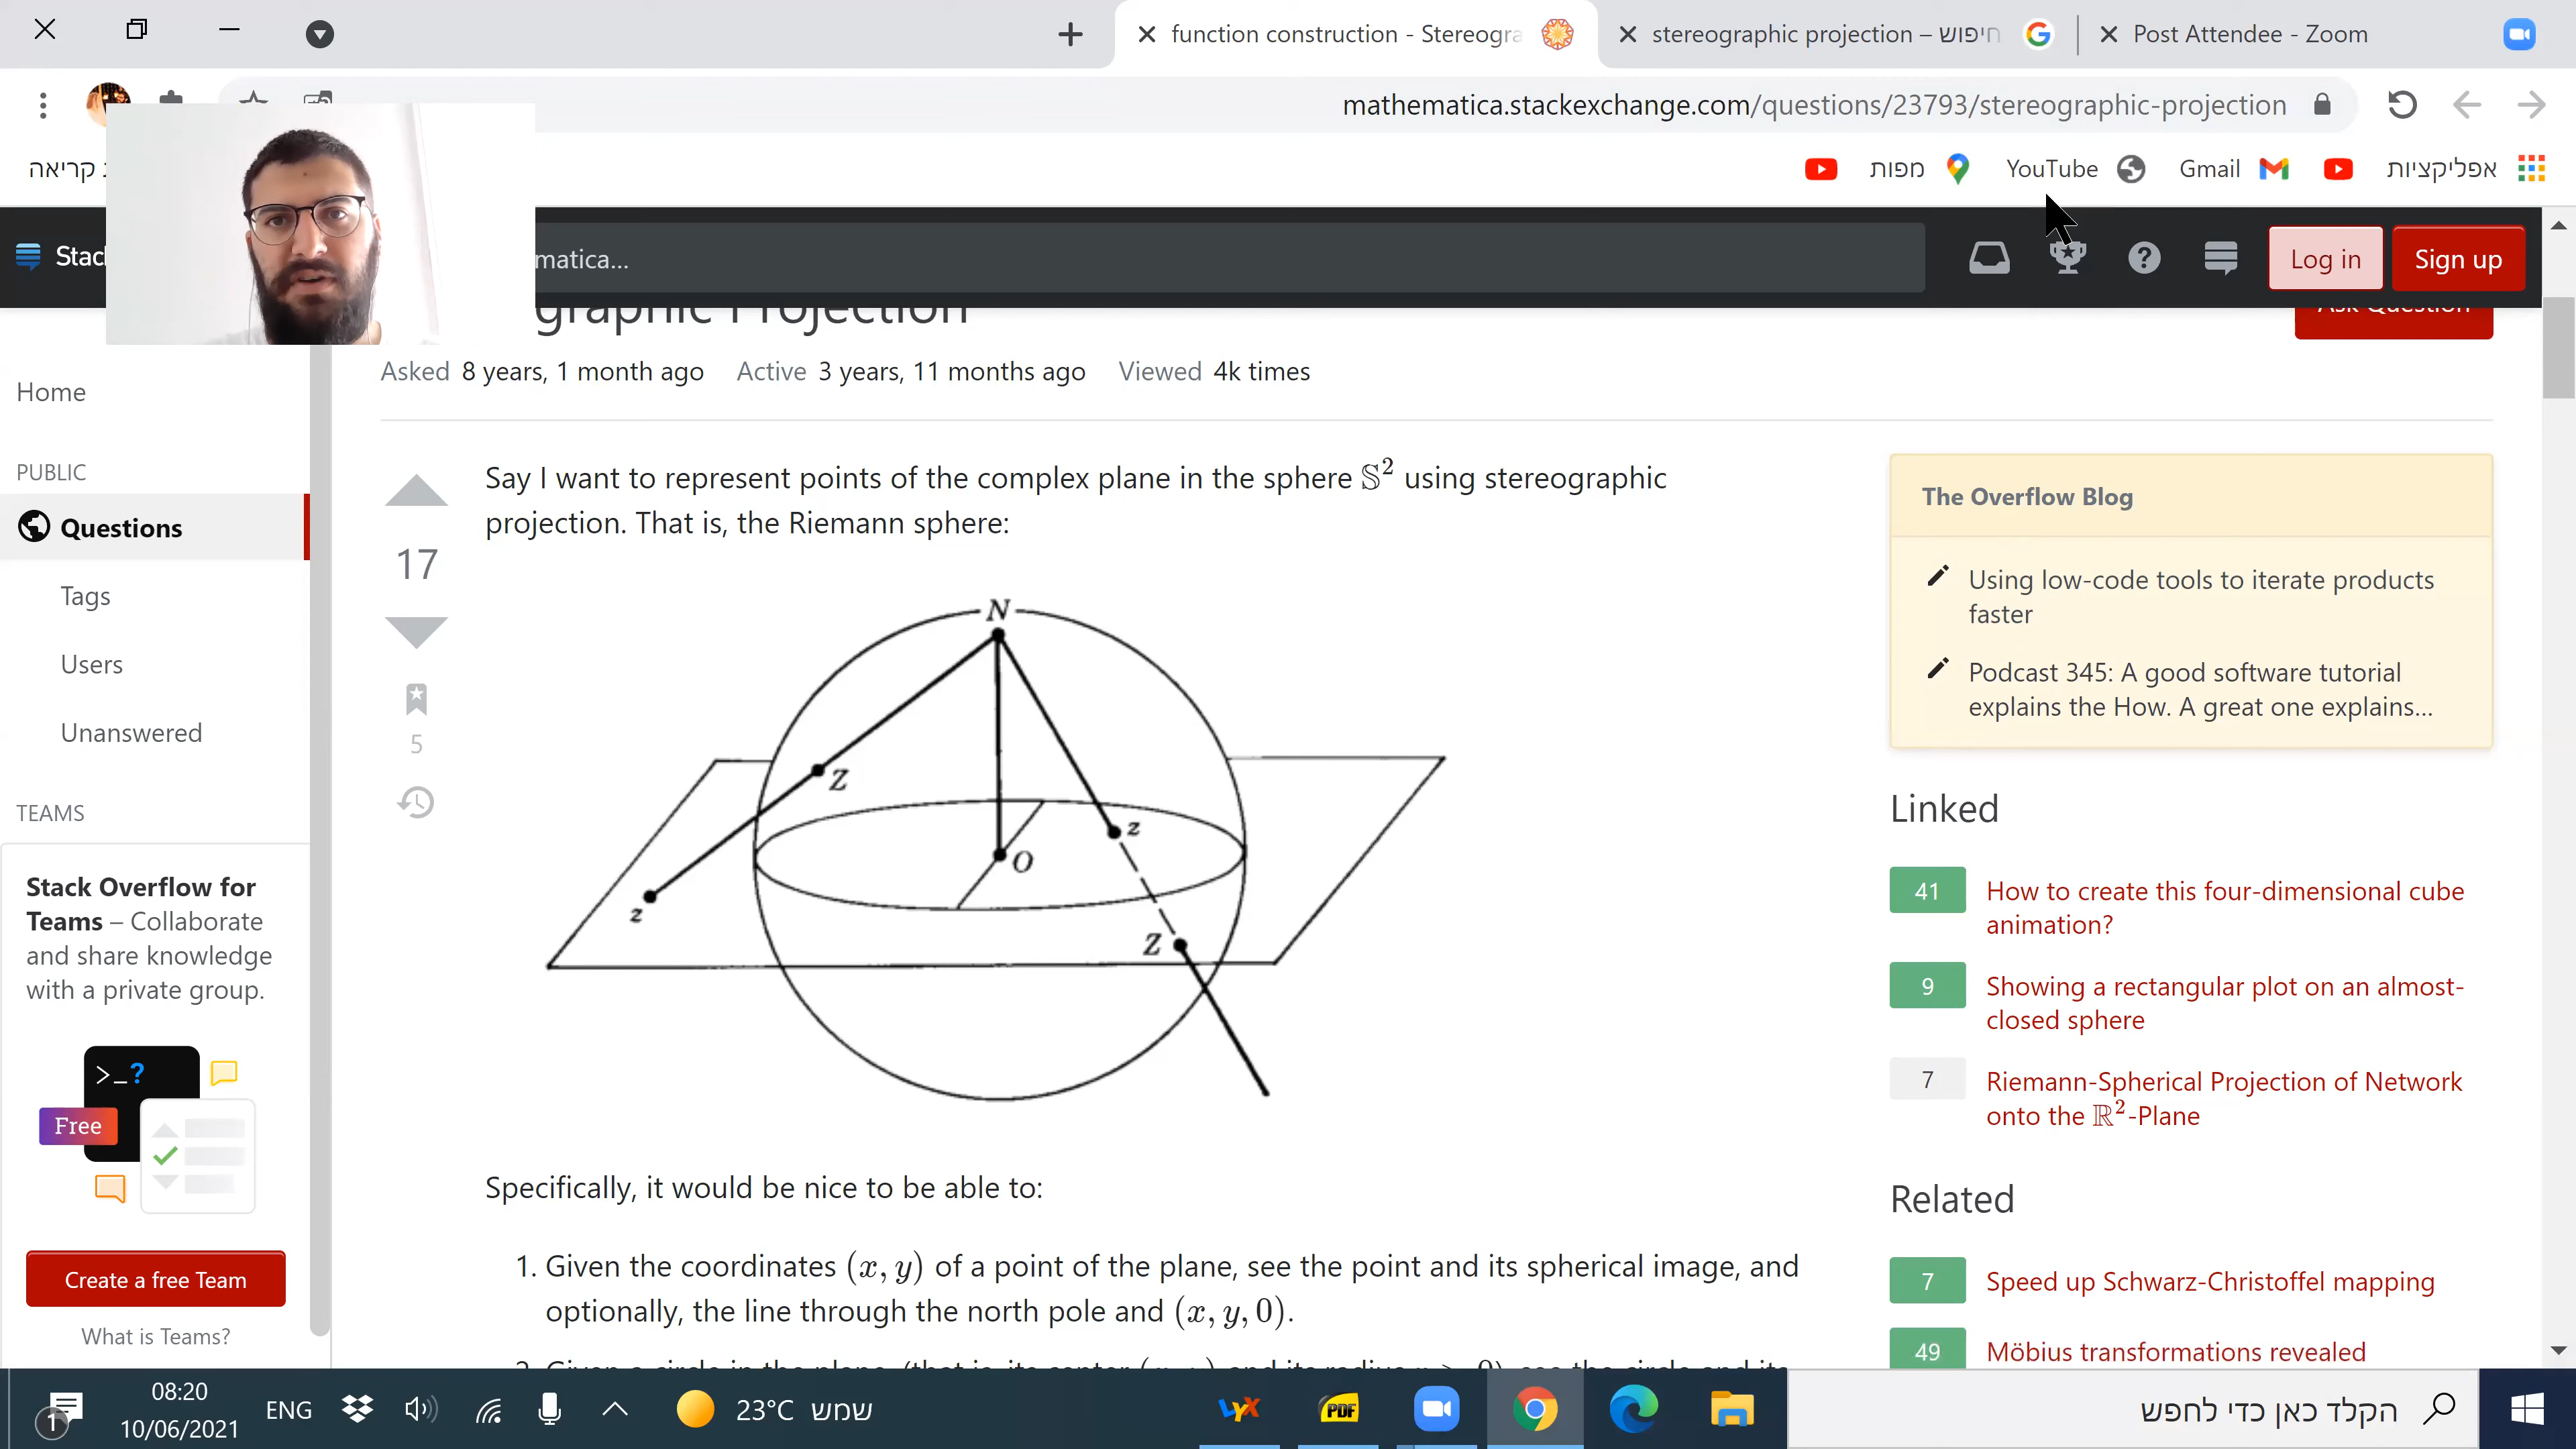 function construction - Stereogra
stereographic projection – חיפוש
Post Attendee - Zoom
mathematica.stackexchange.com/questions/23793/stereographic-projection
קריאה
מפות
YouTube
Gmail
אפליקציות
Stac
matica...
Log in
Sign up
graphic Projection
Ask Question
Asked 8 years, 1 month ago Active 3 years, 11 months ago Viewed 4k times
Home
PUBLIC
Questions
Tags
Users
Unanswered
TEAMS
Stack Overflow for
Teams – Collaborate
and share knowledge
with a private group.
>_?
Free
Create a free Team
What is Teams?
17
5
Say I want to represent points of the complex plane in the sphere 𝕊² using stereographic
projection. That is, the Riemann sphere:
N
Z
z
O
z
Z
Specifically, it would be nice to be able to:
1. Given the coordinates (x, y) of a point of the plane, see the point and its spherical image, and
optionally, the line through the north pole and (x, y, 0).
The Overflow Blog
Using low-code tools to iterate products
faster
Podcast 345: A good software tutorial
explains the How. A great one explains…
Linked
41 How to create this four-dimensional cube
animation?
9 Showing a rectangular plot on an almost-
closed sphere
7 Riemann-Spherical Projection of Network
onto the ℝ²-Plane
Related
7 Speed up Schwarz-Christoffel mapping
49 Möbius transformations revealed
1
08:20
10/06/2021
ENG
23°C שמש
LYX
PDF
הקלד כאן כדי לחפש